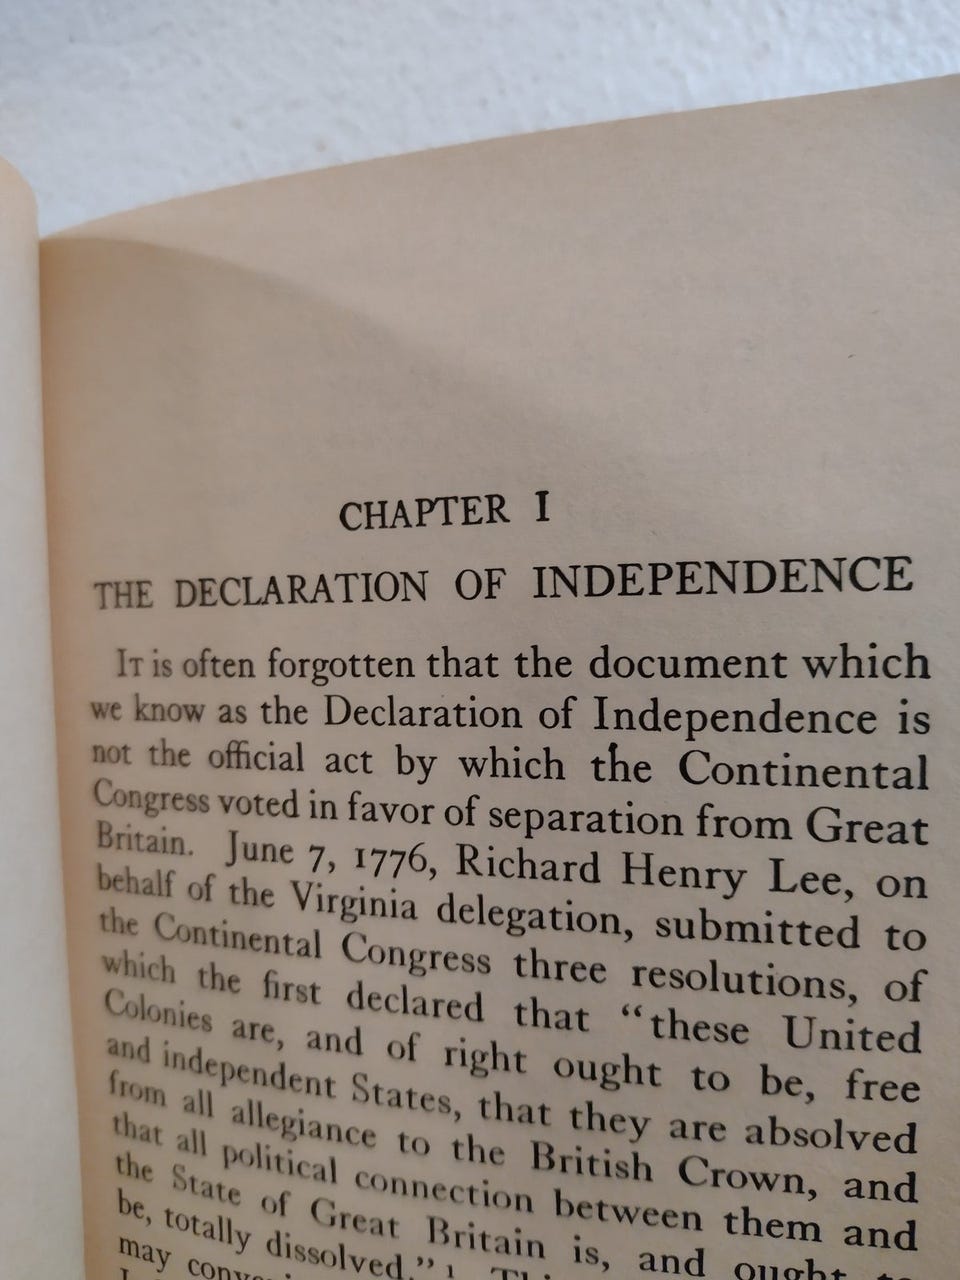 CHAPTER I
THE DECLARATION OF INDEPENDENCE
IT is often forgotten that the document which
we know as the Declaration of Independence is
not the official act by which the Continental
Congress voted in favor of separation from Great
Britain. June 7, 1776, Richard Henry Lee, on
behalf of the Virginia delegation, submitted to
the Continental Congress three resolutions, of
which the first declared that “these United
Colonies are, and of right ought to be, free
and independent States, that they are absolved
from all allegiance to the British Crown, and
that all political connection between them and
the State of Great Britain is, and ought to
be, totally dissolved.” 1
may